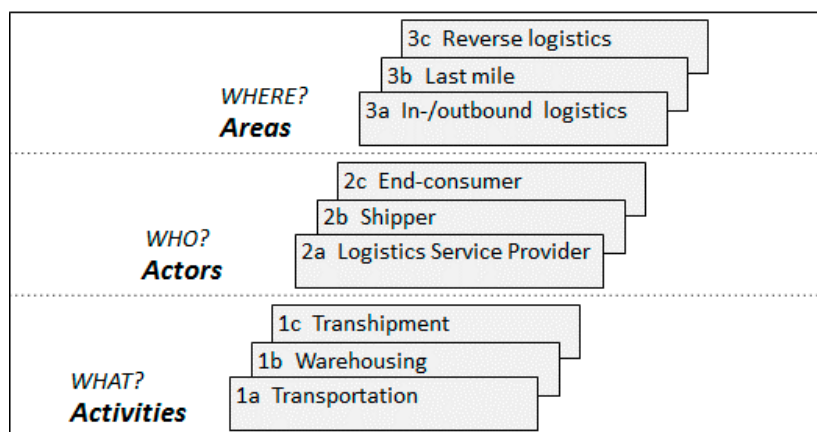 3c Reverse logistics
3b Last mile
WHERE?
3a In-/outbound logistics
Areas
2c End-consumer
2b Shipper
WHO?
2a Logistics Service Provider
Actors
1c Transhipment
1b Warehousing
WHAT?
1a Transportation
Activities